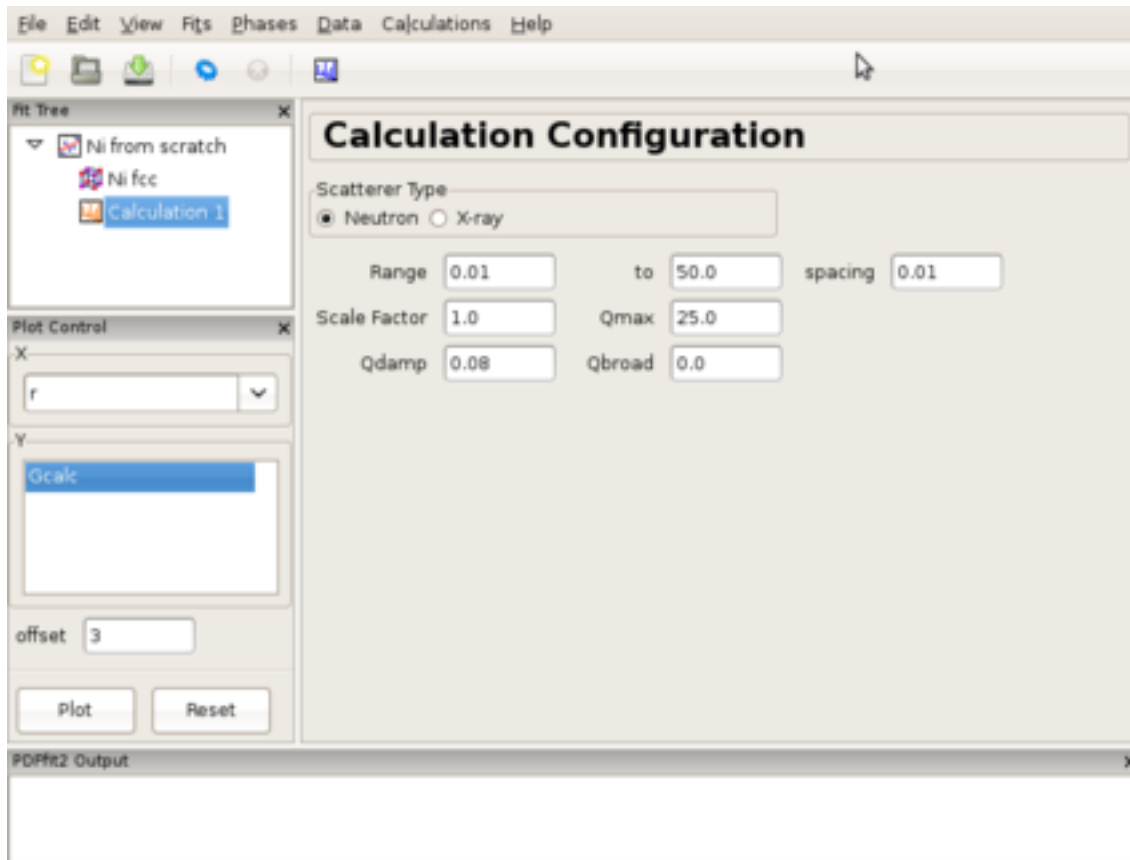 File Edit View Fits Phases Data Calculations Help
Fit Tree
Ni from scratch
Ni fcc
Calculation 1
Calculation Configuration
Scatterer Type
Neutron X-ray
Range 0.01 to 50.0 spacing 0.01
Scale Factor 1.0 Qmax 25.0
Qdamp 0.08 Qbroad 0.0
Plot Control
X
r
Y
Gcalc
offset 3
Plot Reset
PDFfit2 Output